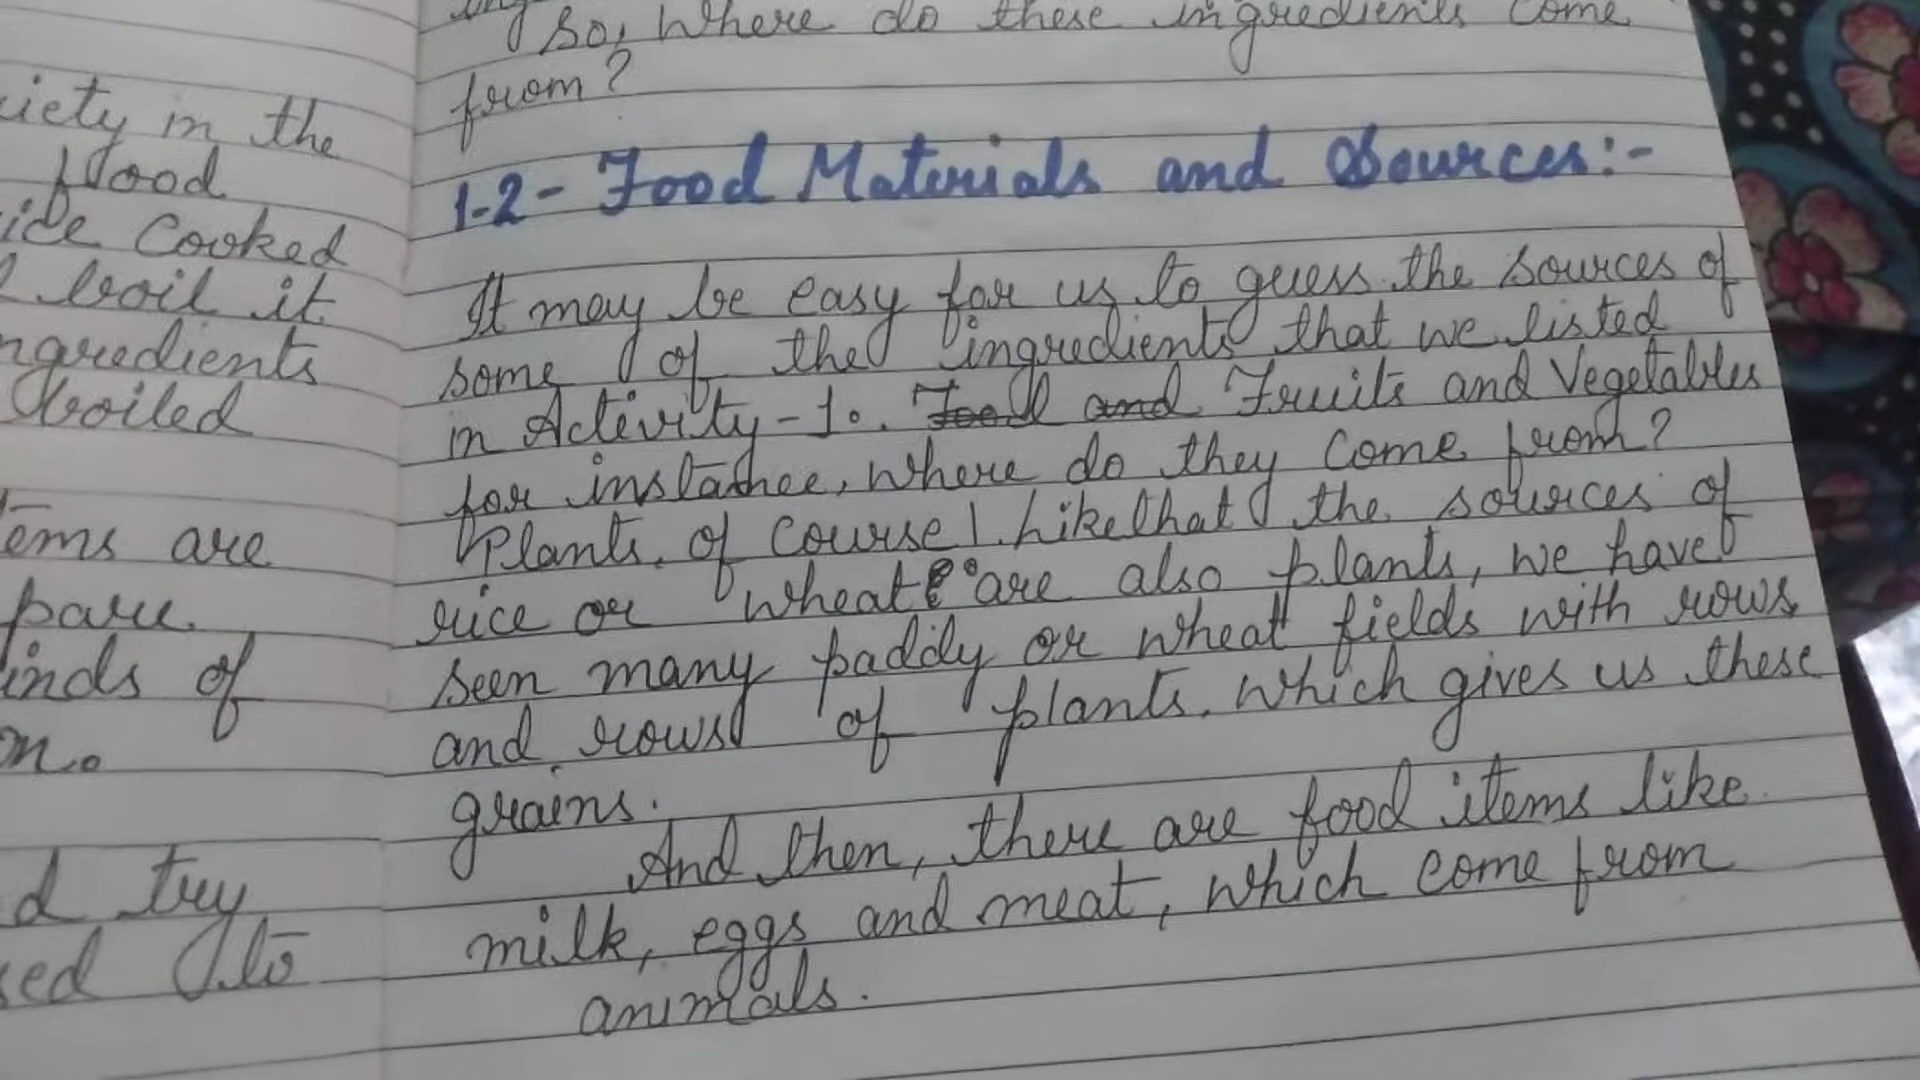 iety in the
food
ice cooked
boil it
ngredients
boiled
ems are
pare.
inds of
m.
d try
sed to
So, where do these ingredients come
from?
1-2- Food Materials and Sources:-
It may be easy for us to guess the sources of
some of the ingredients that we listed
in Activity-1. Food and Fruits and Vegetables
for instance, where do they come from?
Plants, of course! Like that the sources of
rice or wheat are also plants, we have
seen many paddy or wheat fields with rows
and rows of plants, which gives us these
grains.
And then, there are food items like
milk, eggs and meat, which come from
animals.